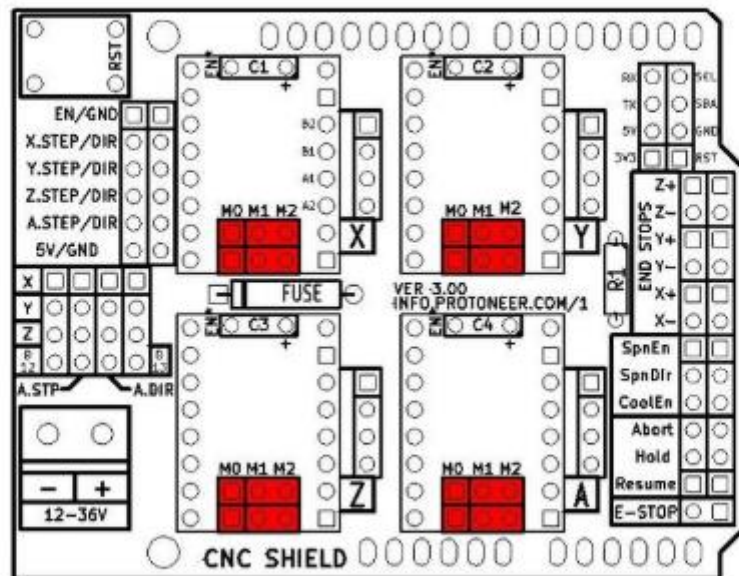 RST
EN*
C1
+
EN*
C2
+
EN/GND
X.STEP/DIR
Y.STEP/DIR
Z.STEP/DIR
A.STEP/DIR
5V/GND
B2
B1
A1
A2
M0 M1 M2
X
M0 M1 M2
Y
RX
SCL
TX
SBA
5V
GND
3V3
RST
END STOPS
Z+
Z-
Y+
Y-
X+
X-
R1
FUSE
VER 3.00
INFO.PROTONEER.COM/1
X
Y
Z
12
13
A.STP
A.DIR
EN*
C3
+
EN*
C4
+
SpnEn
SpnDir
CoolEn
Abort
Hold
Resume
E-STOP
- +
12-36V
M0 M1 M2
Z
M0 M1 M2
A
CNC SHIELD